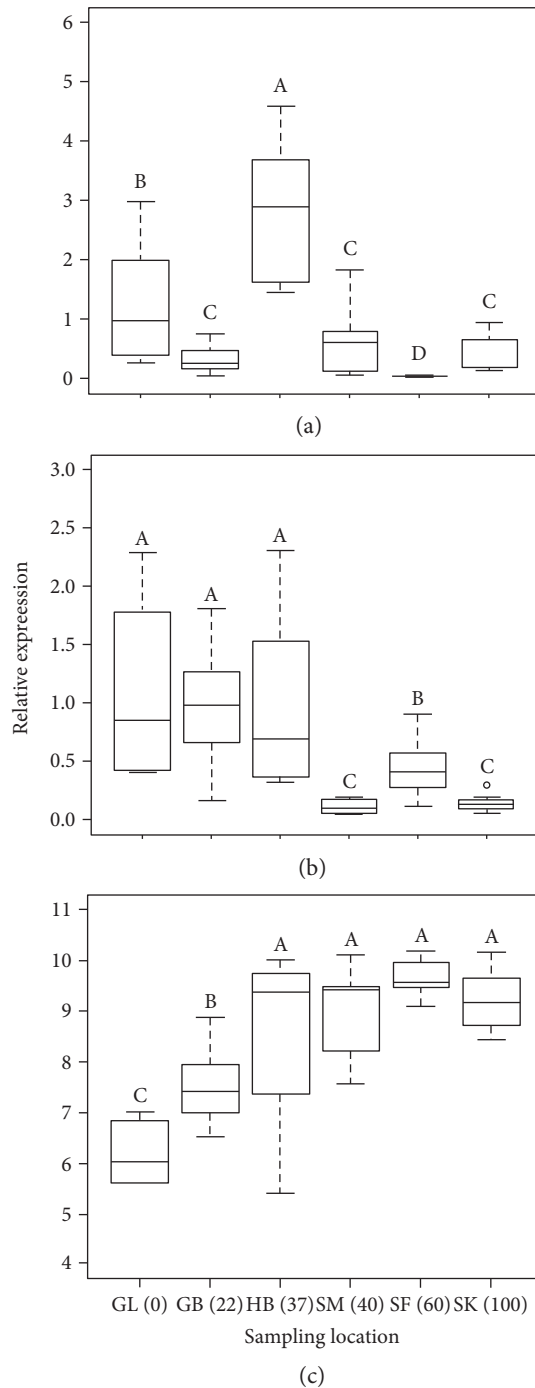 6
5
4
3
2
1
0
B
C
A
C
D
C
(a)
Relative expreession
3.0
2.5
2.0
1.5
1.0
0.5
0.0
A
A
A
C
B
C
(b)
11
10
9
8
7
6
5
4
C
B
A
A
A
A
GL (0) GB (22) HB (37) SM (40) SF (60) SK (100)
Sampling location
(c)